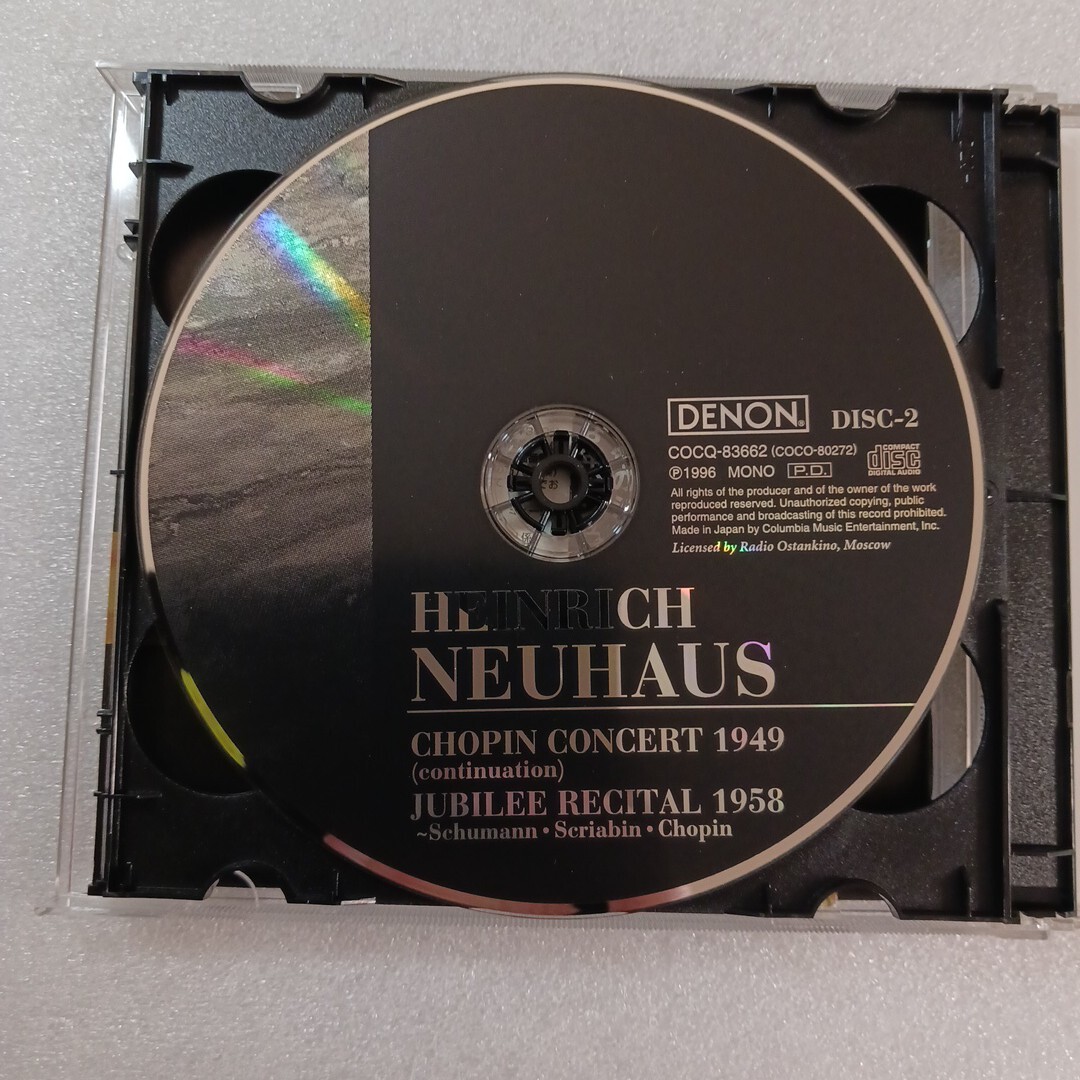 DENON® DISC-2
COCQ-83662 (COCO-80272)
℗1996 MONO P.D.
COMPACT
disc
DIGITAL AUDIO
All rights of the producer and of the owner of the work
reproduced reserved. Unauthorized copying, public
performance and broadcasting of this record prohibited.
Made in Japan by Columbia Music Entertainment, Inc.
Licensed by Radio Ostankino, Moscow
HEINRICH
NEUHAUS
CHOPIN CONCERT 1949
(continuation)
JUBILEE RECITAL 1958
~Schumann・Scriabin・Chopin